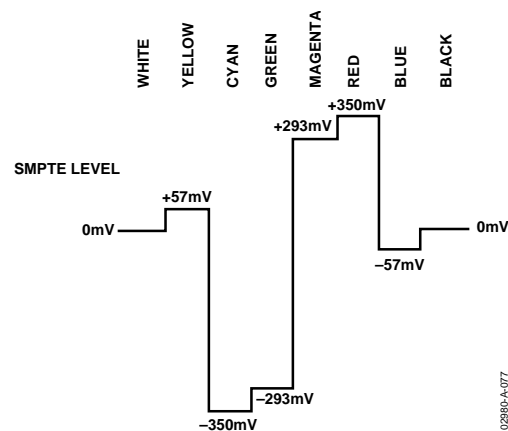 WHITE
YELLOW
CYAN
GREEN
MAGENTA
RED
BLUE
BLACK
+350mV
+293mV
SMPTE LEVEL
+57mV
0mV
0mV
–57mV
–293mV
–350mV
02980-A-077